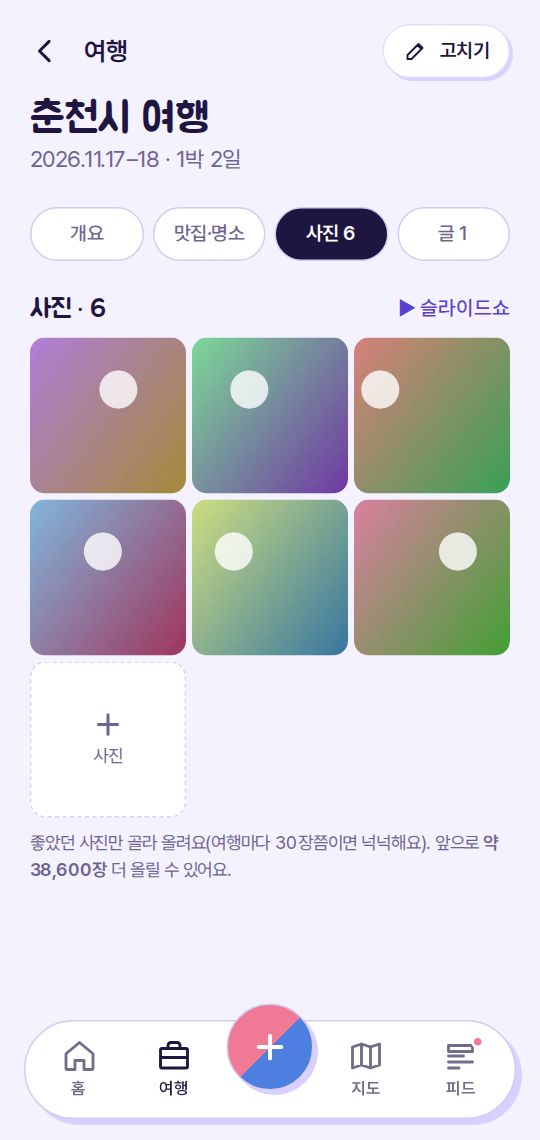 여행
고치기
춘천시 여행
2026.11.17–18 · 1박 2일
개요
맛집·명소
사진 6
글 1
사진 · 6
▶ 슬라이드쇼
사진
좋았던 사진만 골라 올려요(여행마다 30장쯤이면 넉넉해요). 앞으로 약
38,600장 더 올릴 수 있어요.
홈
여행
지도
피드